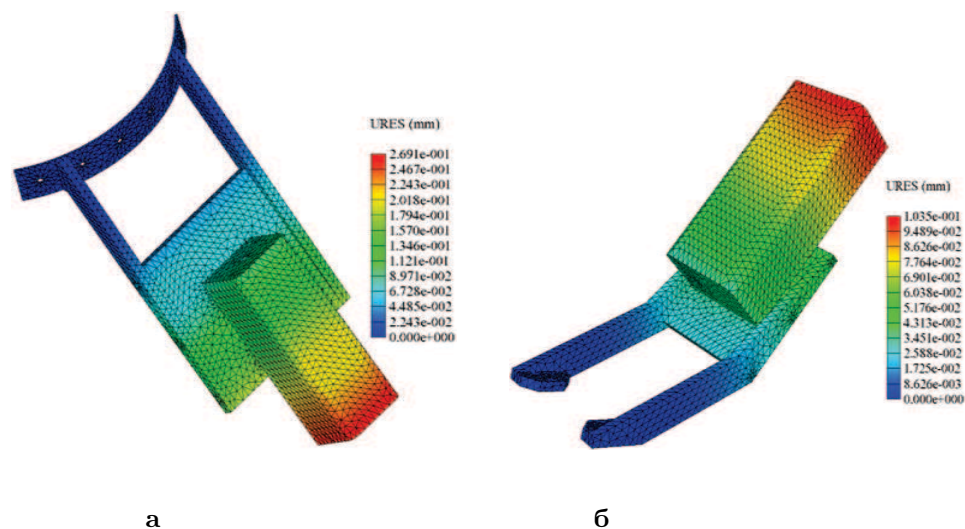 URES (mm)
2.691e-001
2.467e-001
2.243e-001
2.018e-001
1.794e-001
1.570e-001
1.346e-001
1.121e-001
8.971e-002
6.728e-002
4.485e-002
2.243e-002
0.000e+000
URES (mm)
1.035e-001
9.489e-002
8.626e-002
7.764e-002
6.901e-002
6.038e-002
5.176e-002
4.313e-002
3.451e-002
2.588e-002
1.725e-002
8.626e-003
0.000e+000
а
б